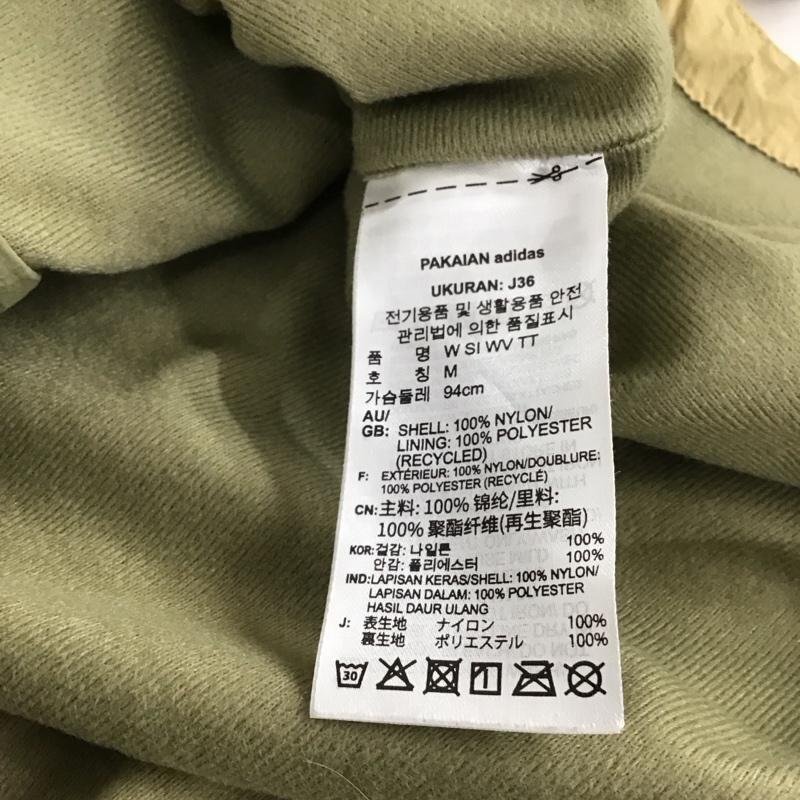 PAKAIAN adidas
UKURAN: J36
전기용품 및 생활용품 안전
관리법에 의한 품질표시
품 명 W SI WV TT
호 칭 M
가슴둘레 94cm
AU/
GB: SHELL: 100% NYLON/
LINING: 100% POLYESTER
(RECYCLED)
F: EXTÉRIEUR: 100% NYLON/DOUBLURE:
100% POLYESTER (RECYCLÉ)
CN: 主料: 100% 锦纶/里料:
100% 聚酯纤维(再生聚酯)
KOR: 겉감: 나일론 100%
안감: 폴리에스터 100%
IND: LAPISAN KERAS/SHELL: 100% NYLON/
LAPISAN DALAM: 100% POLYESTER
HASIL DAUR ULANG
J: 表生地 ナイロン 100%
裏生地 ポリエステル 100%
30